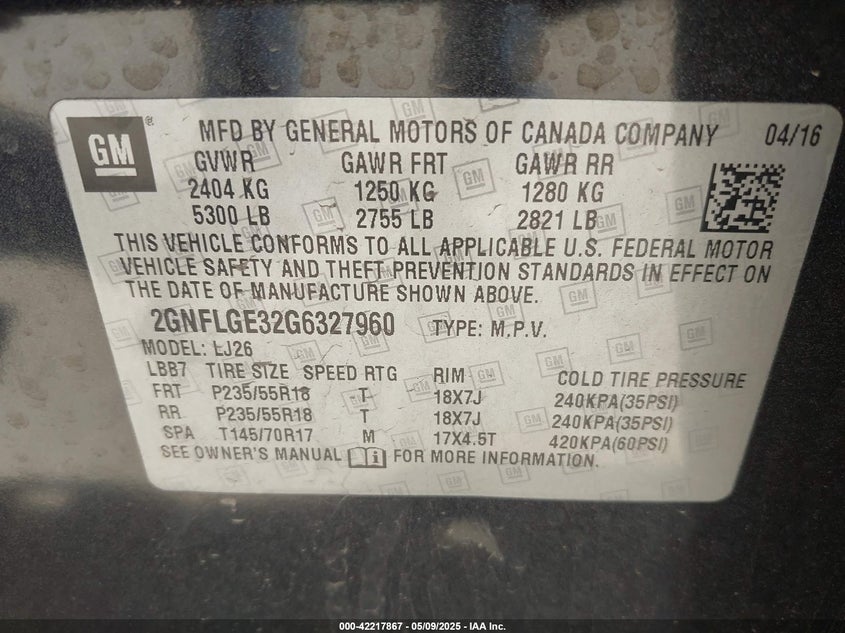 GM
MFD BY GENERAL MOTORS OF CANADA COMPANY 04/16
GVWR GAWR FRT GAWR RR
2404 KG 1250 KG 1280 KG
5300 LB 2755 LB 2821 LB
THIS VEHICLE CONFORMS TO ALL APPLICABLE U.S. FEDERAL MOTOR
VEHICLE SAFETY AND THEFT PREVENTION STANDARDS IN EFFECT ON
THE DATE OF MANUFACTURE SHOWN ABOVE.
2GNFLGE32G6327960 TYPE: M.P.V.
MODEL: LJ26
LBB7 TIRE SIZE SPEED RTG RIM COLD TIRE PRESSURE
FRT P235/55R18 T 18X7J 240KPA(35PSI)
RR P235/55R18 T 18X7J 240KPA(35PSI)
SPA T145/70R17 M 17X4.5T 420KPA(60PSI)
SEE OWNER'S MANUAL FOR MORE INFORMATION.
000-42217867 - 05/09/2025 - IAA Inc.